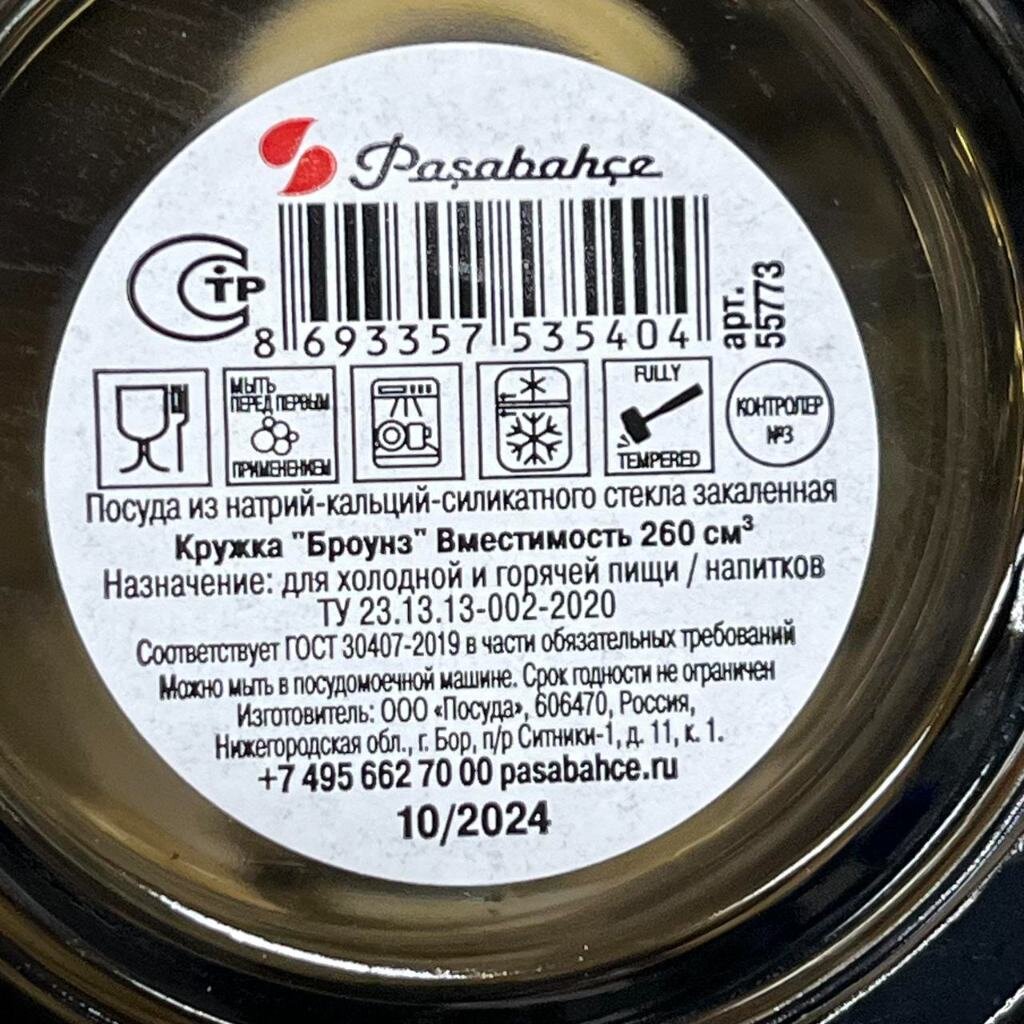 Paşabahçe
СТР
8 693357 535404
арт. 55773
МЫТЬ
ПЕРЕД ПЕРВЫМ
ПРИМЕНЕНИЕМ
FULLY
TEMPERED
КОНТРОЛЕР
№3
Посуда из натрий-кальций-силикатного стекла закаленная
Кружка "Броунз" Вместимость 260 см³
Назначение: для холодной и горячей пищи / напитков
ТУ 23.13.13-002-2020
Соответствует ГОСТ 30407-2019 в части обязательных требований
Можно мыть в посудомоечной машине. Срок годности не ограничен
Изготовитель: ООО «Посуда», 606470, Россия,
Нижегородская обл., г. Бор, п/р Ситники-1, д. 11, к. 1.
+7 495 662 70 00 pasabahce.ru
10/2024